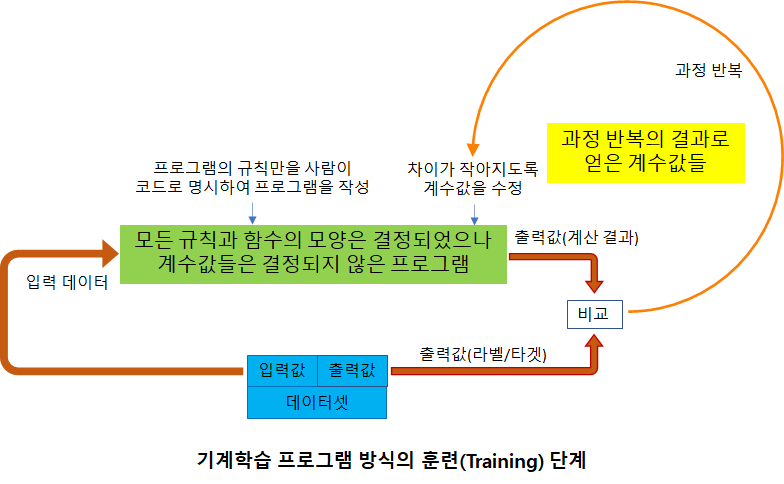 과정 반복
과정 반복의 결과로
얻은 계수값들
프로그램의 규칙만을 사람이
코드로 명시하여 프로그램을 작성
차이가 작아지도록
계수값을 수정
모든 규칙과 함수의 모양은 결정되었으나
계수값들은 결정되지 않은 프로그램
출력값(계산 결과)
입력 데이터
비교
출력값(라벨/타겟)
입력값
출력값
데이터셋
기계학습 프로그램 방식의 훈련(Training) 단계